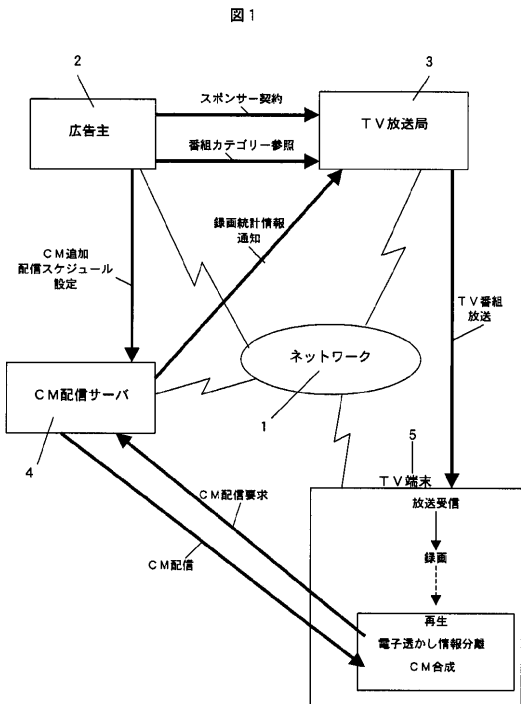 図1
2
3
広告主
スポンサー契約
番組カテゴリー参照
TV放送局
録画統計情報
通知
CM追加
配信スケジュール
設定
TV番組
放送
ネットワーク
1
CM配信サーバ
4
5
TV端末
CM配信要求
CM配信
放送受信
録画
再生
電子透かし情報分離
CM合成